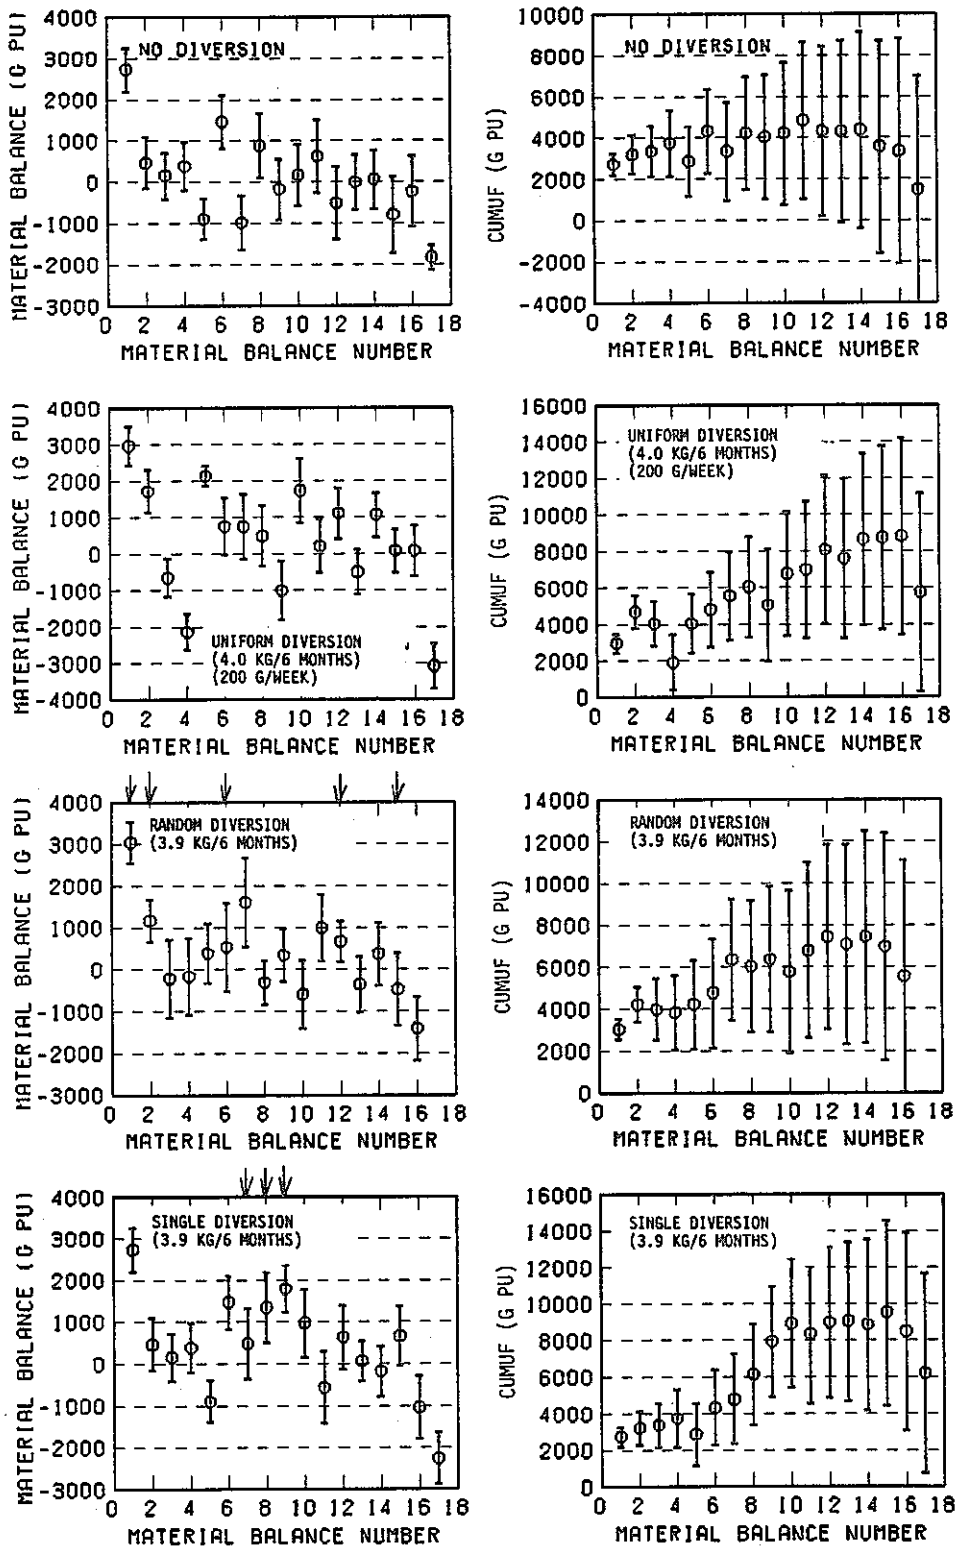 MATERIAL BALANCE (G PU)
4000
3000
2000
1000
0
-1000
-2000
-3000
NO DIVERSION
0 2 4 6 8 10 12 14 16 18
MATERIAL BALANCE NUMBER
CUMUF (G PU)
10000
8000
6000
4000
2000
0
-2000
-4000
NO DIVERSION
0 2 4 6 8 10 12 14 16 18
MATERIAL BALANCE NUMBER
MATERIAL BALANCE (G PU)
4000
3000
2000
1000
0
-1000
-2000
-3000
-4000
UNIFORM DIVERSION
(4.0 KG/6 MONTHS)
(200 G/WEEK)
0 2 4 6 8 10 12 14 16 18
MATERIAL BALANCE NUMBER
CUMUF (G PU)
16000
14000
12000
10000
8000
6000
4000
2000
0
UNIFORM DIVERSION
(4.0 KG/6 MONTHS)
(200 G/WEEK)
0 2 4 6 8 10 12 14 16 18
MATERIAL BALANCE NUMBER
MATERIAL BALANCE (G PU)
4000
3000
2000
1000
0
-1000
-2000
-3000
RANDOM DIVERSION
(3.9 KG/6 MONTHS)
0 2 4 6 8 10 12 14 16 18
MATERIAL BALANCE NUMBER
CUMUF (G PU)
14000
12000
10000
8000
6000
4000
2000
0
RANDOM DIVERSION
(3.9 KG/6 MONTHS)
0 2 4 6 8 10 12 14 16 18
MATERIAL BALANCE NUMBER
MATERIAL BALANCE (G PU)
4000
3000
2000
1000
0
-1000
-2000
-3000
SINGLE DIVERSION
(3.9 KG/6 MONTHS)
0 2 4 6 8 10 12 14 16 18
MATERIAL BALANCE NUMBER
CUMUF (G PU)
16000
14000
12000
10000
8000
6000
4000
2000
0
SINGLE DIVERSION
(3.9 KG/6 MONTHS)
0 2 4 6 8 10 12 14 16 18
MATERIAL BALANCE NUMBER